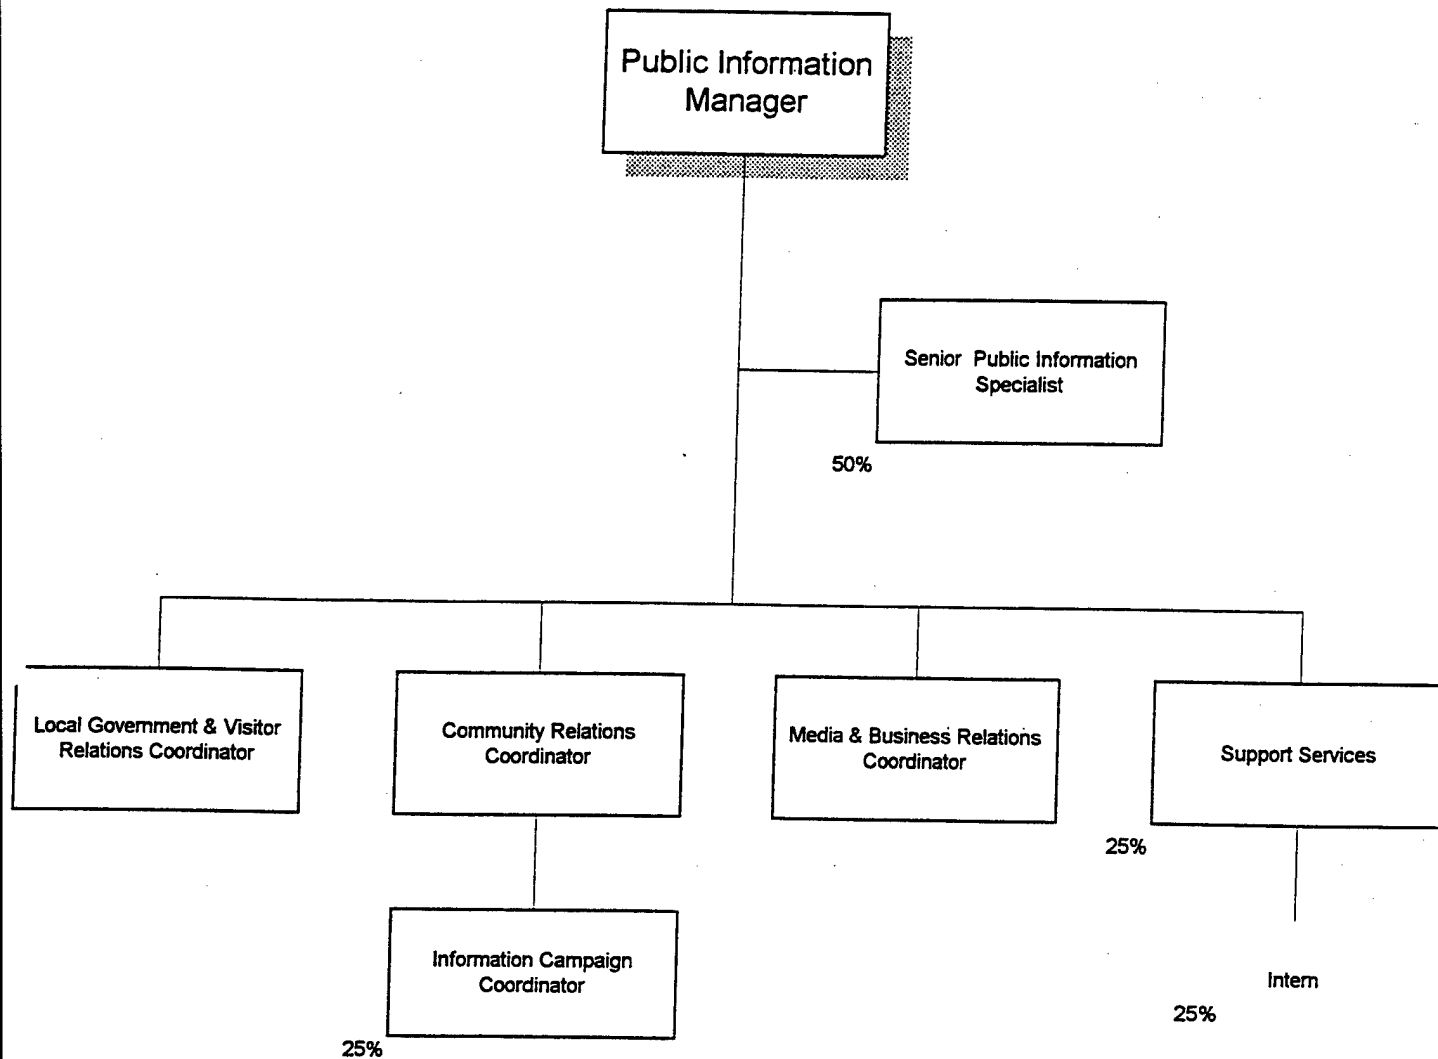 Public Information
Manager
Senior Public Information
Specialist
50%
Local Government & Visitor
Relations Coordinator
Community Relations
Coordinator
Media & Business Relations
Coordinator
Support Services
25%
Information Campaign
Coordinator
25%
Intern
25%